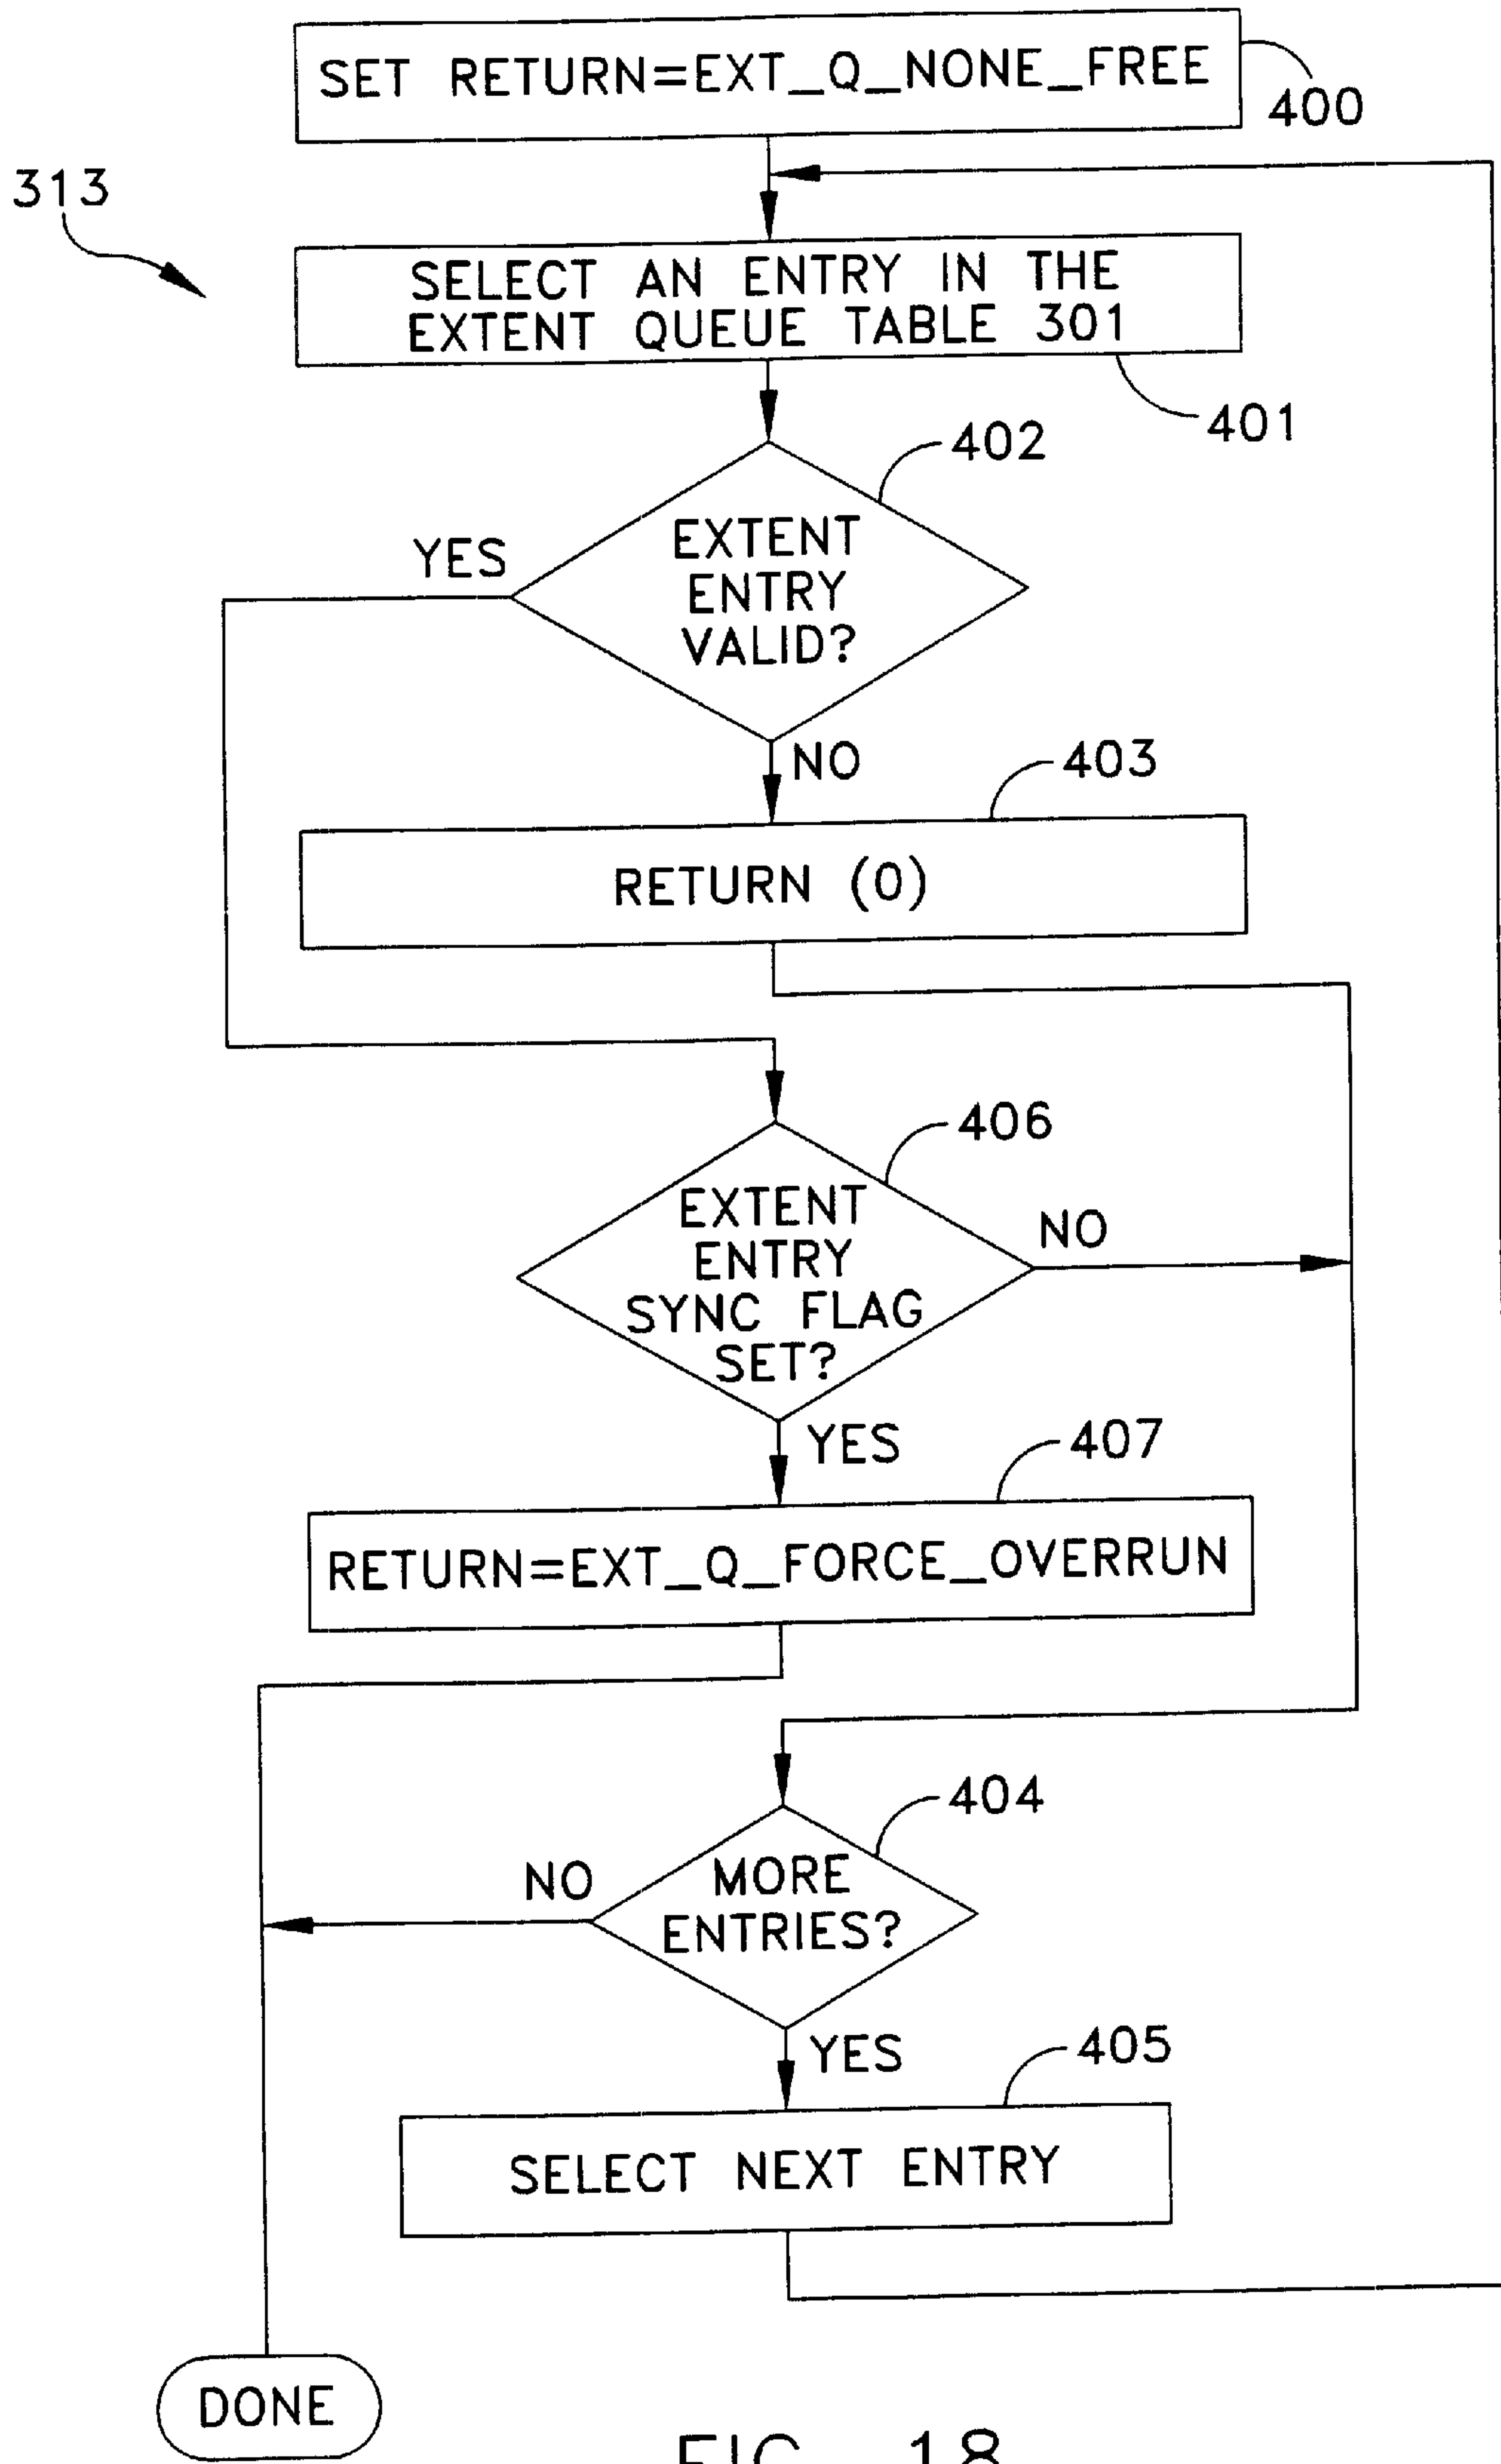 SET RETURN=EXT_Q_NONE_FREE
400
313
SELECT AN ENTRY IN THE
EXTENT QUEUE TABLE 301
401
402
YES
EXTENT
ENTRY
VALID?
NO
403
RETURN (0)
406
EXTENT
ENTRY
SYNC FLAG
SET?
NO
YES
407
RETURN=EXT_Q_FORCE_OVERRUN
404
NO
MORE
ENTRIES?
YES
405
SELECT NEXT ENTRY
DONE
FIG. 18